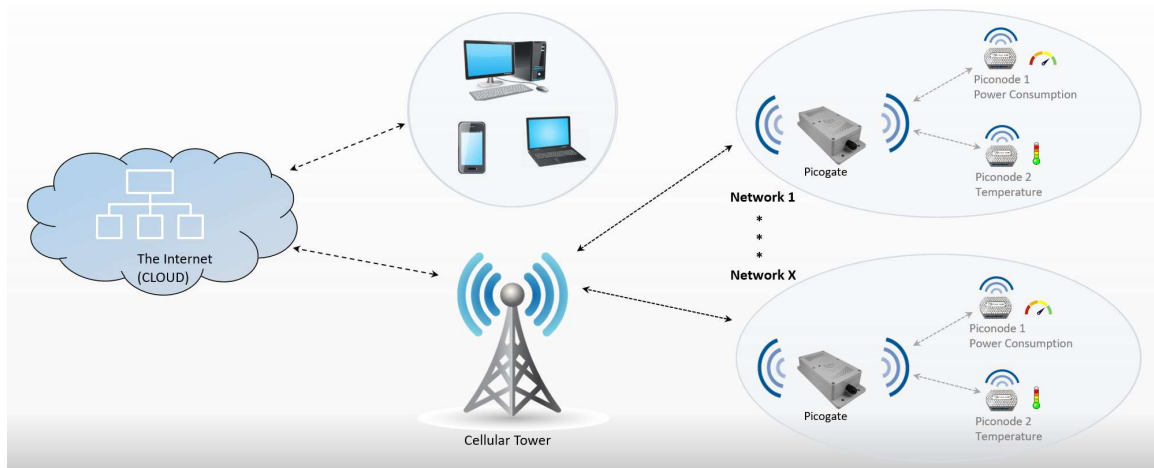 The Internet
(CLOUD)
Cellular Tower
Picogate
Piconode 1
Power Consumption
Piconode 2
Temperature
Network 1
*
*
*
Network X
Picogate
Piconode 1
Power Consumption
Piconode 2
Temperature